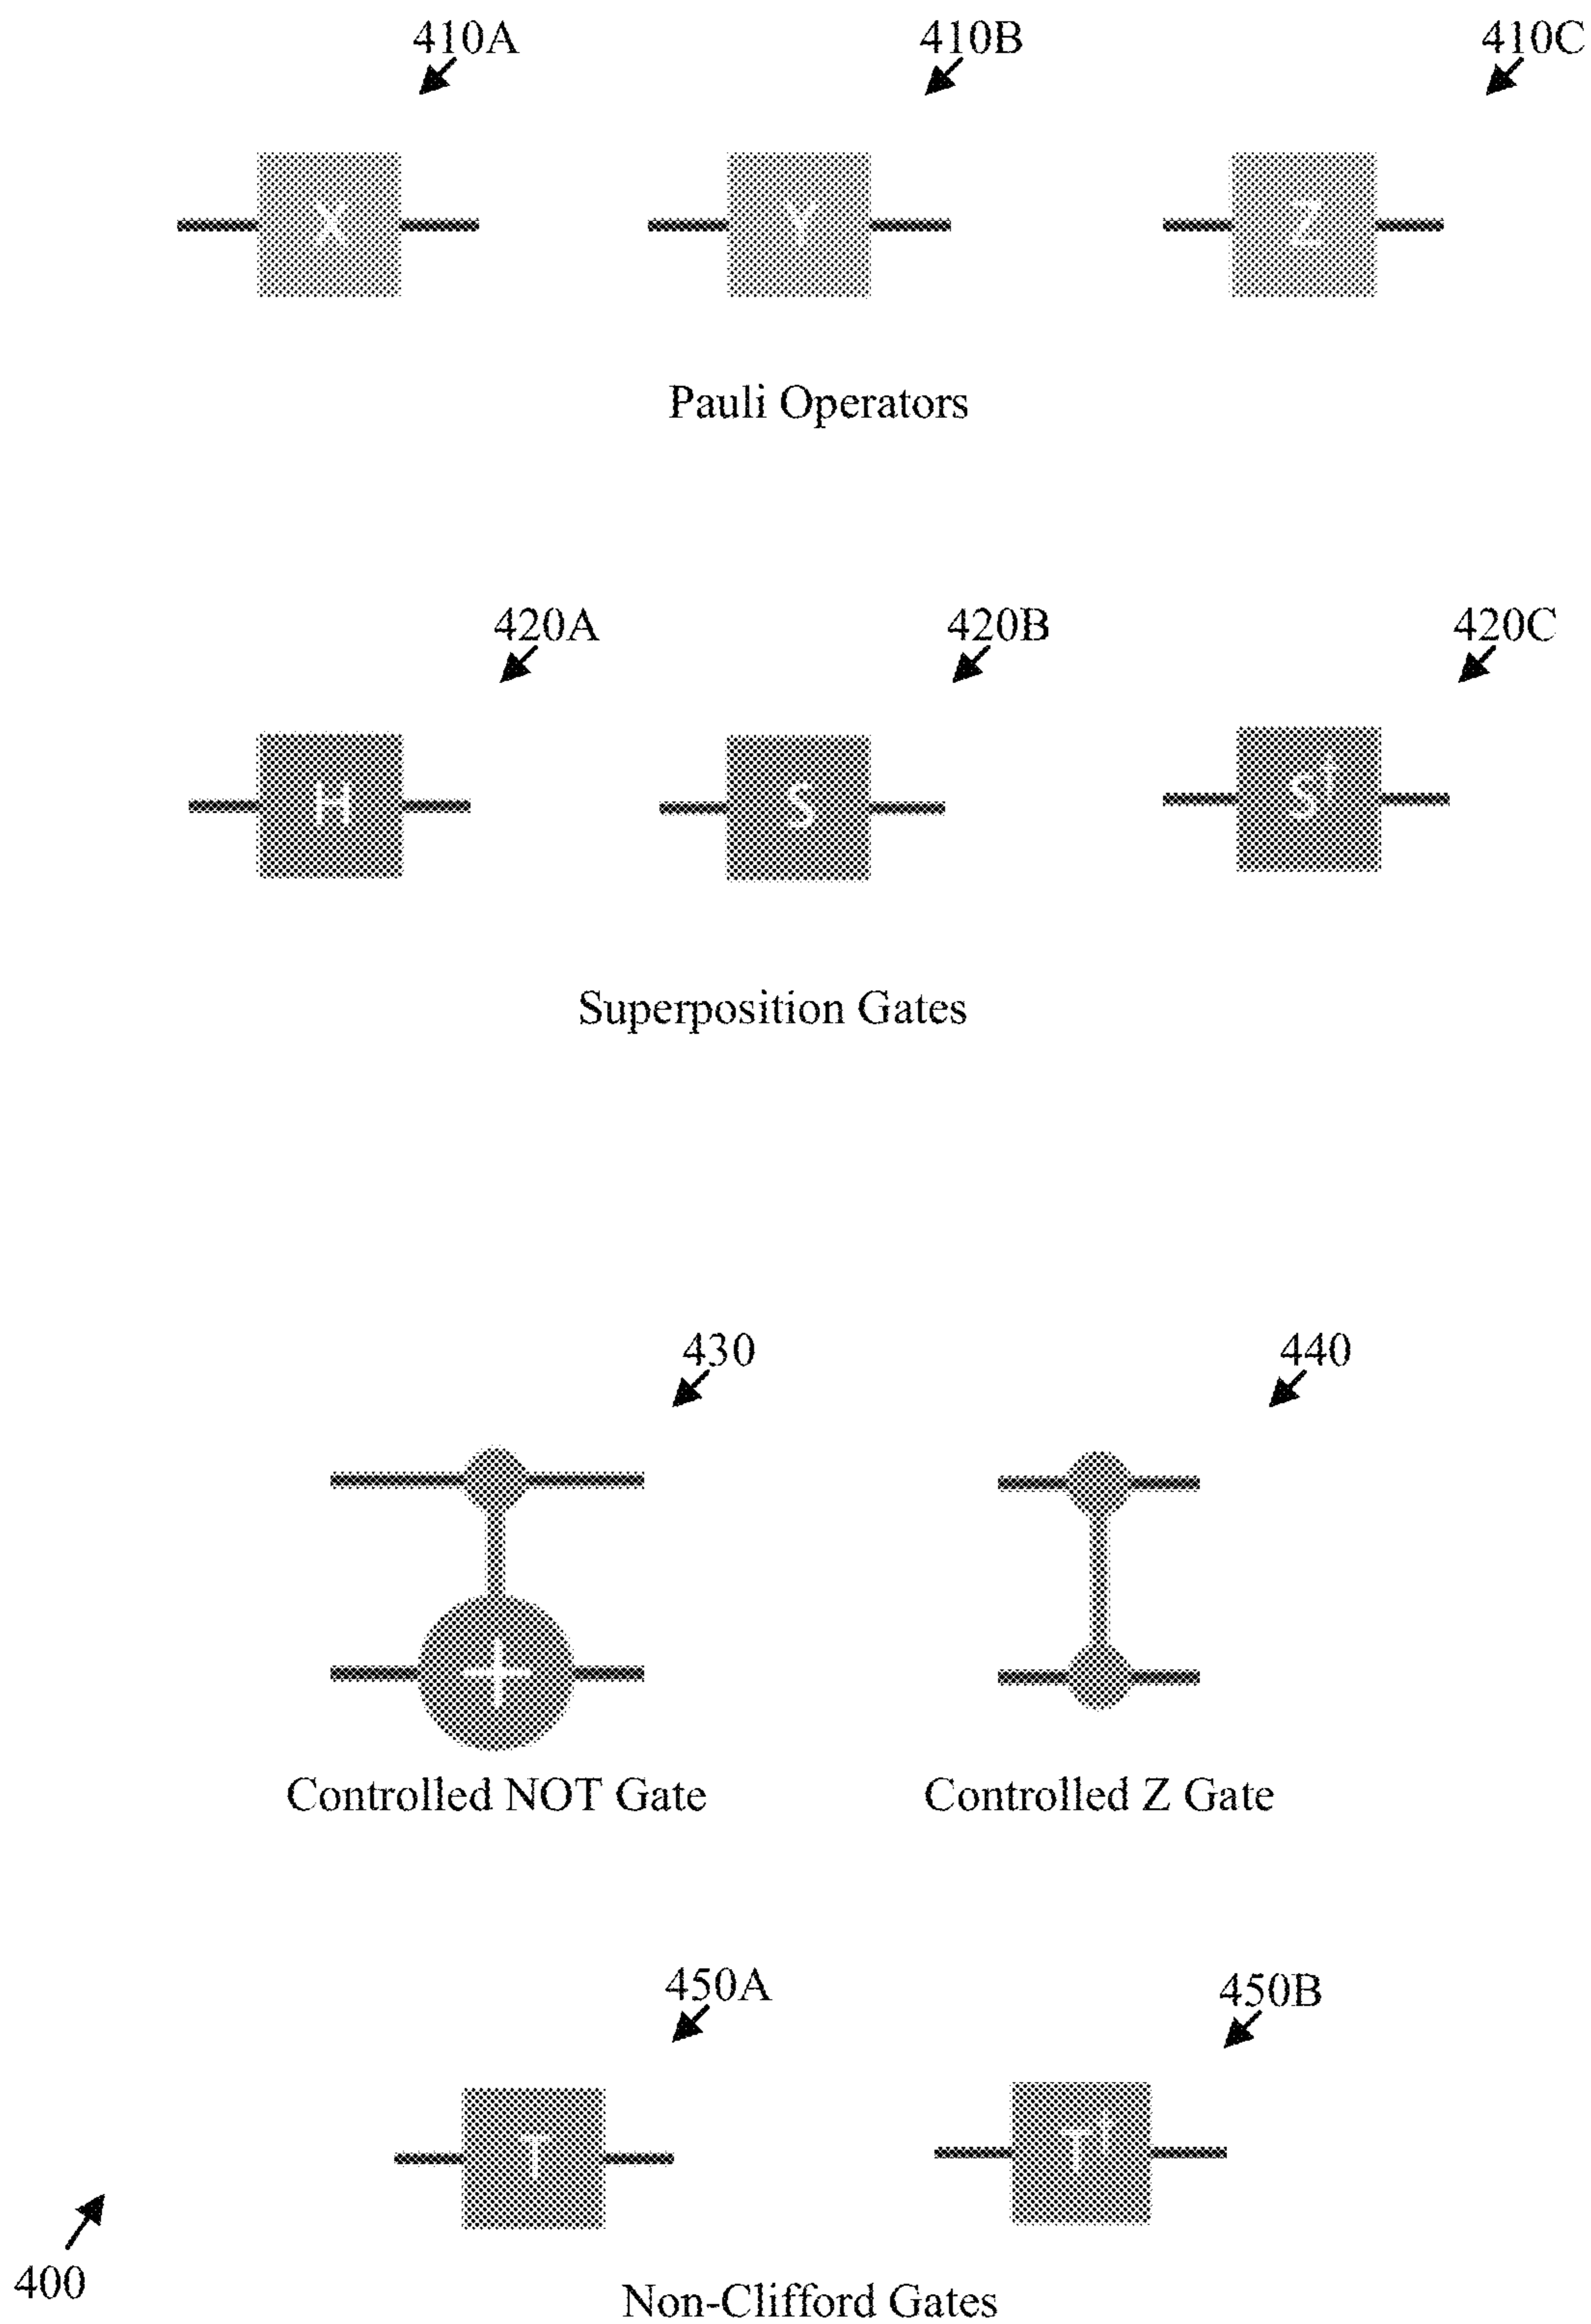 410A 410B 410C
X Y Z
Pauli Operators
420A 420B 420C
H S S†
Superposition Gates
430 440
+
Controlled NOT Gate Controlled Z Gate
450A 450B
T T†
400
Non-Clifford Gates